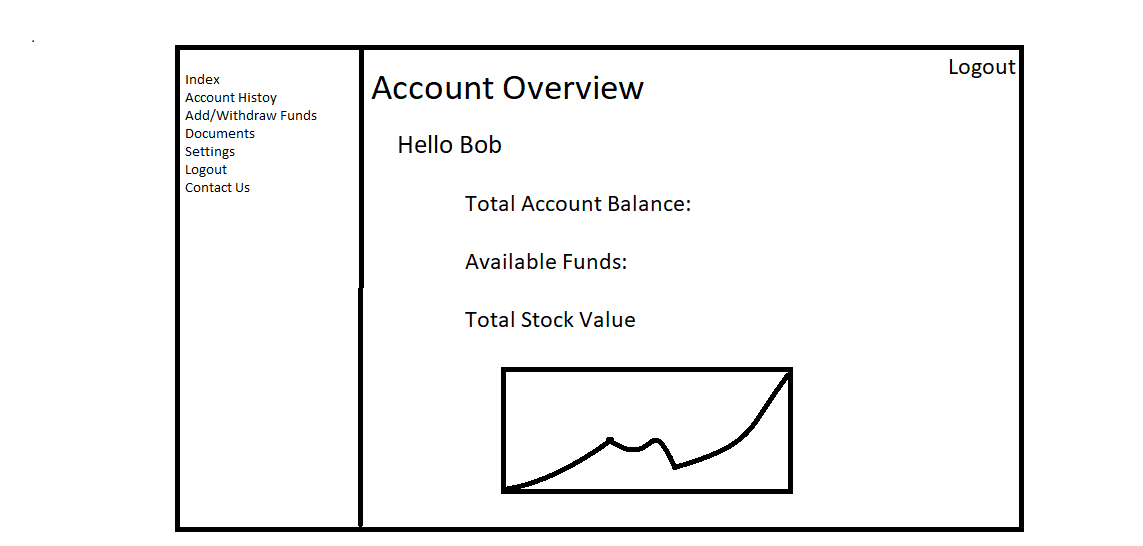 Index
Account Histoy
Add/Withdraw Funds
Documents
Settings
Logout
Contact Us
Logout
Account Overview
Hello Bob
Total Account Balance:
Available Funds:
Total Stock Value